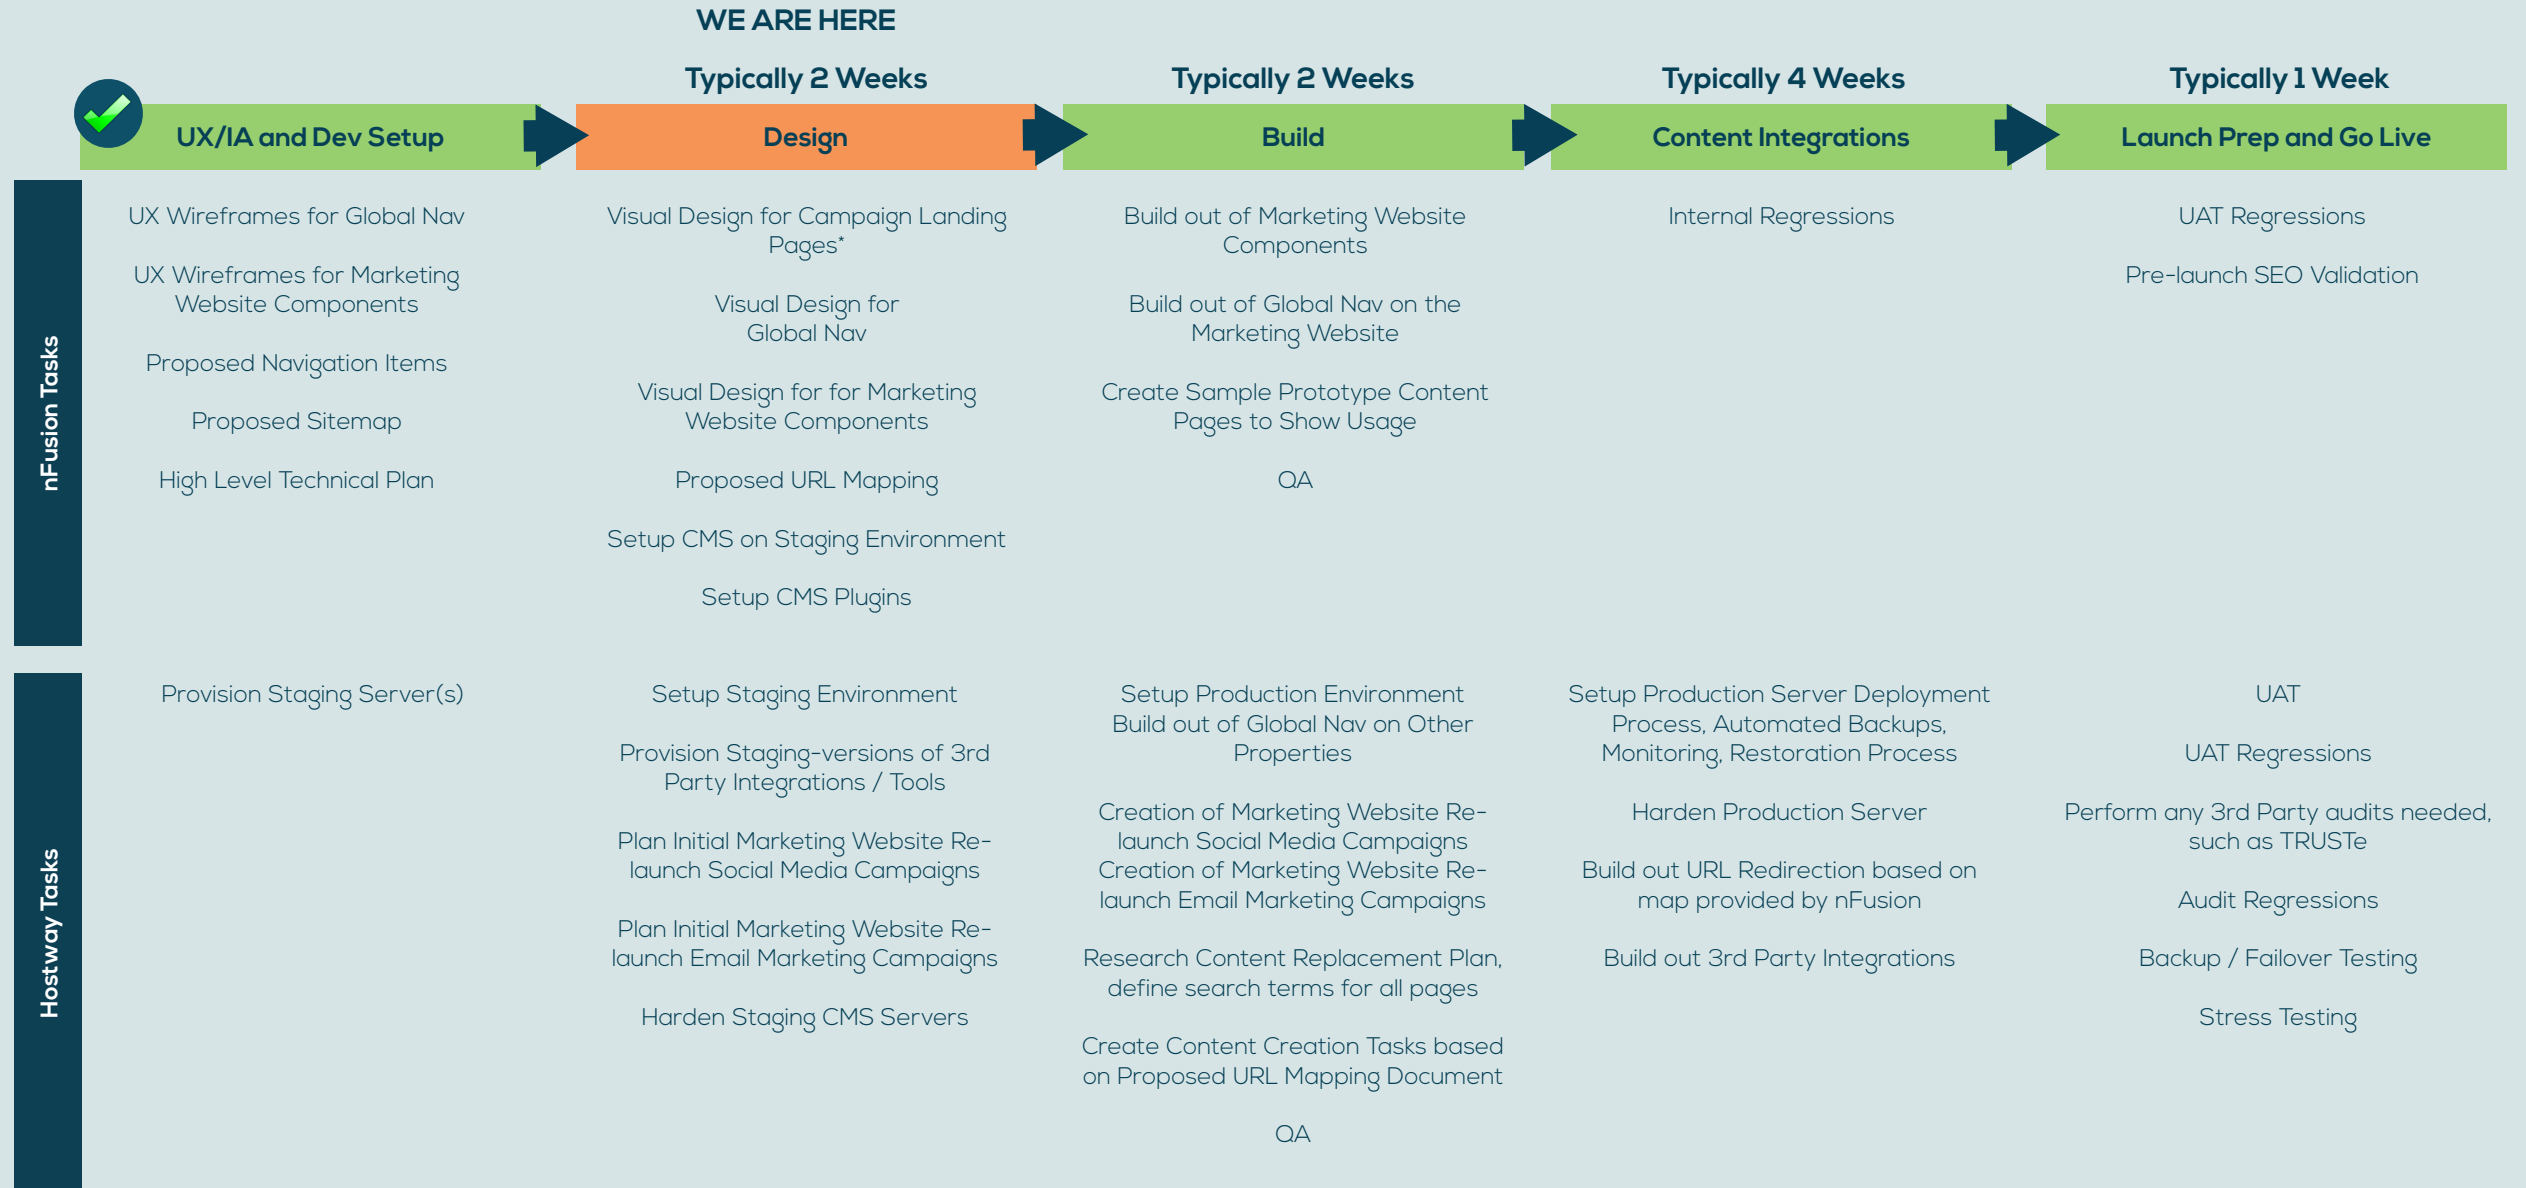 WE ARE HERE
Typically 2 Weeks
Typically 2 Weeks
Typically 4 Weeks
Typically 1 Week
UX/IA and Dev Setup
Design
Build
Content Integrations
Launch Prep and Go Live
nFusion Tasks
UX Wireframes for Global Nav
UX Wireframes for Marketing
Website Components
Proposed Navigation Items
Proposed Sitemap
High Level Technical Plan
Visual Design for Campaign Landing
Pages*
Visual Design for
Global Nav
Visual Design for for Marketing
Website Components
Proposed URL Mapping
Setup CMS on Staging Environment
Setup CMS Plugins
Build out of Marketing Website
Components
Build out of Global Nav on the
Marketing Website
Create Sample Prototype Content
Pages to Show Usage
QA
Internal Regressions
UAT Regressions
Pre-launch SEO Validation
Hostway Tasks
Provision Staging Server(s)
Setup Staging Environment
Provision Staging-versions of 3rd
Party Integrations / Tools
Plan Initial Marketing Website Re-
launch Social Media Campaigns
Plan Initial Marketing Website Re-
launch Email Marketing Campaigns
Harden Staging CMS Servers
Setup Production Environment
Build out of Global Nav on Other
Properties
Creation of Marketing Website Re-
launch Social Media Campaigns
Creation of Marketing Website Re-
launch Email Marketing Campaigns
Research Content Replacement Plan,
define search terms for all pages
Create Content Creation Tasks based
on Proposed URL Mapping Document
QA
Setup Production Server Deployment
Process, Automated Backups,
Monitoring, Restoration Process
Harden Production Server
Build out URL Redirection based on
map provided by nFusion
Build out 3rd Party Integrations
UAT
UAT Regressions
Perform any 3rd Party audits needed,
such as TRUSTe
Audit Regressions
Backup / Failover Testing
Stress Testing